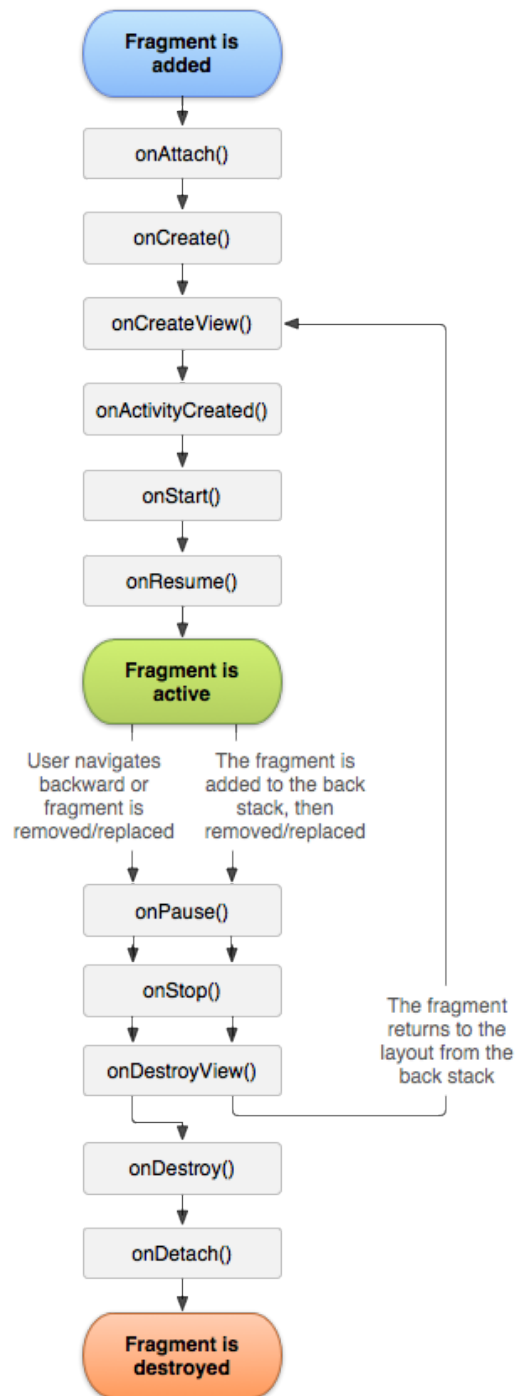 Fragment is
added
onAttach()
onCreate()
onCreateView()
onActivityCreated()
onStart()
onResume()
Fragment is
active
User navigates
backward or
fragment is
removed/replaced
The fragment is
added to the back
stack, then
removed/replaced
onPause()
onStop()
onDestroyView()
The fragment
returns to the
layout from the
back stack
onDestroy()
onDetach()
Fragment is
destroyed